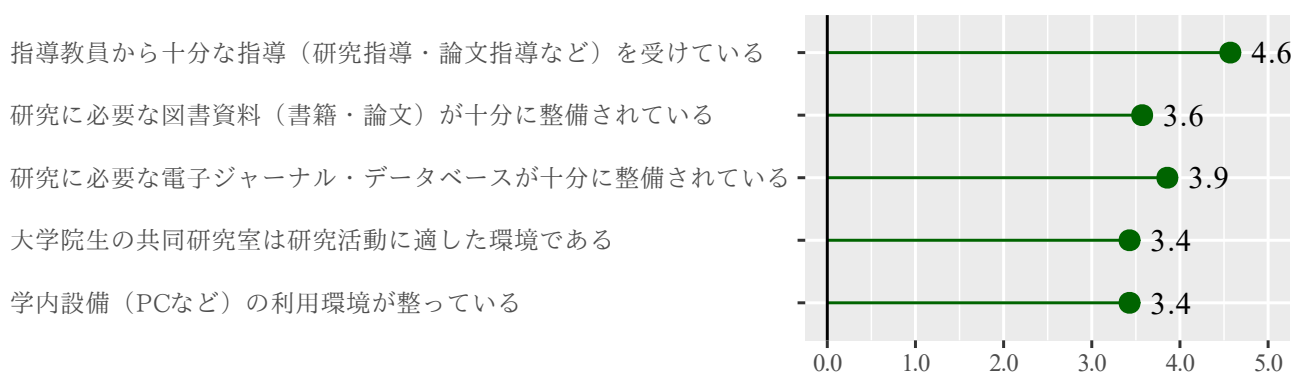 指導教員から十分な指導（研究指導・論文指導など）を受けている 4.6
研究に必要な図書資料（書籍・論文）が十分に整備されている 3.6
研究に必要な電子ジャーナル・データベースが十分に整備されている 3.9
大学院生の共同研究室は研究活動に適した環境である 3.4
学内設備（PCなど）の利用環境が整っている 3.4
0.0 1.0 2.0 3.0 4.0 5.0